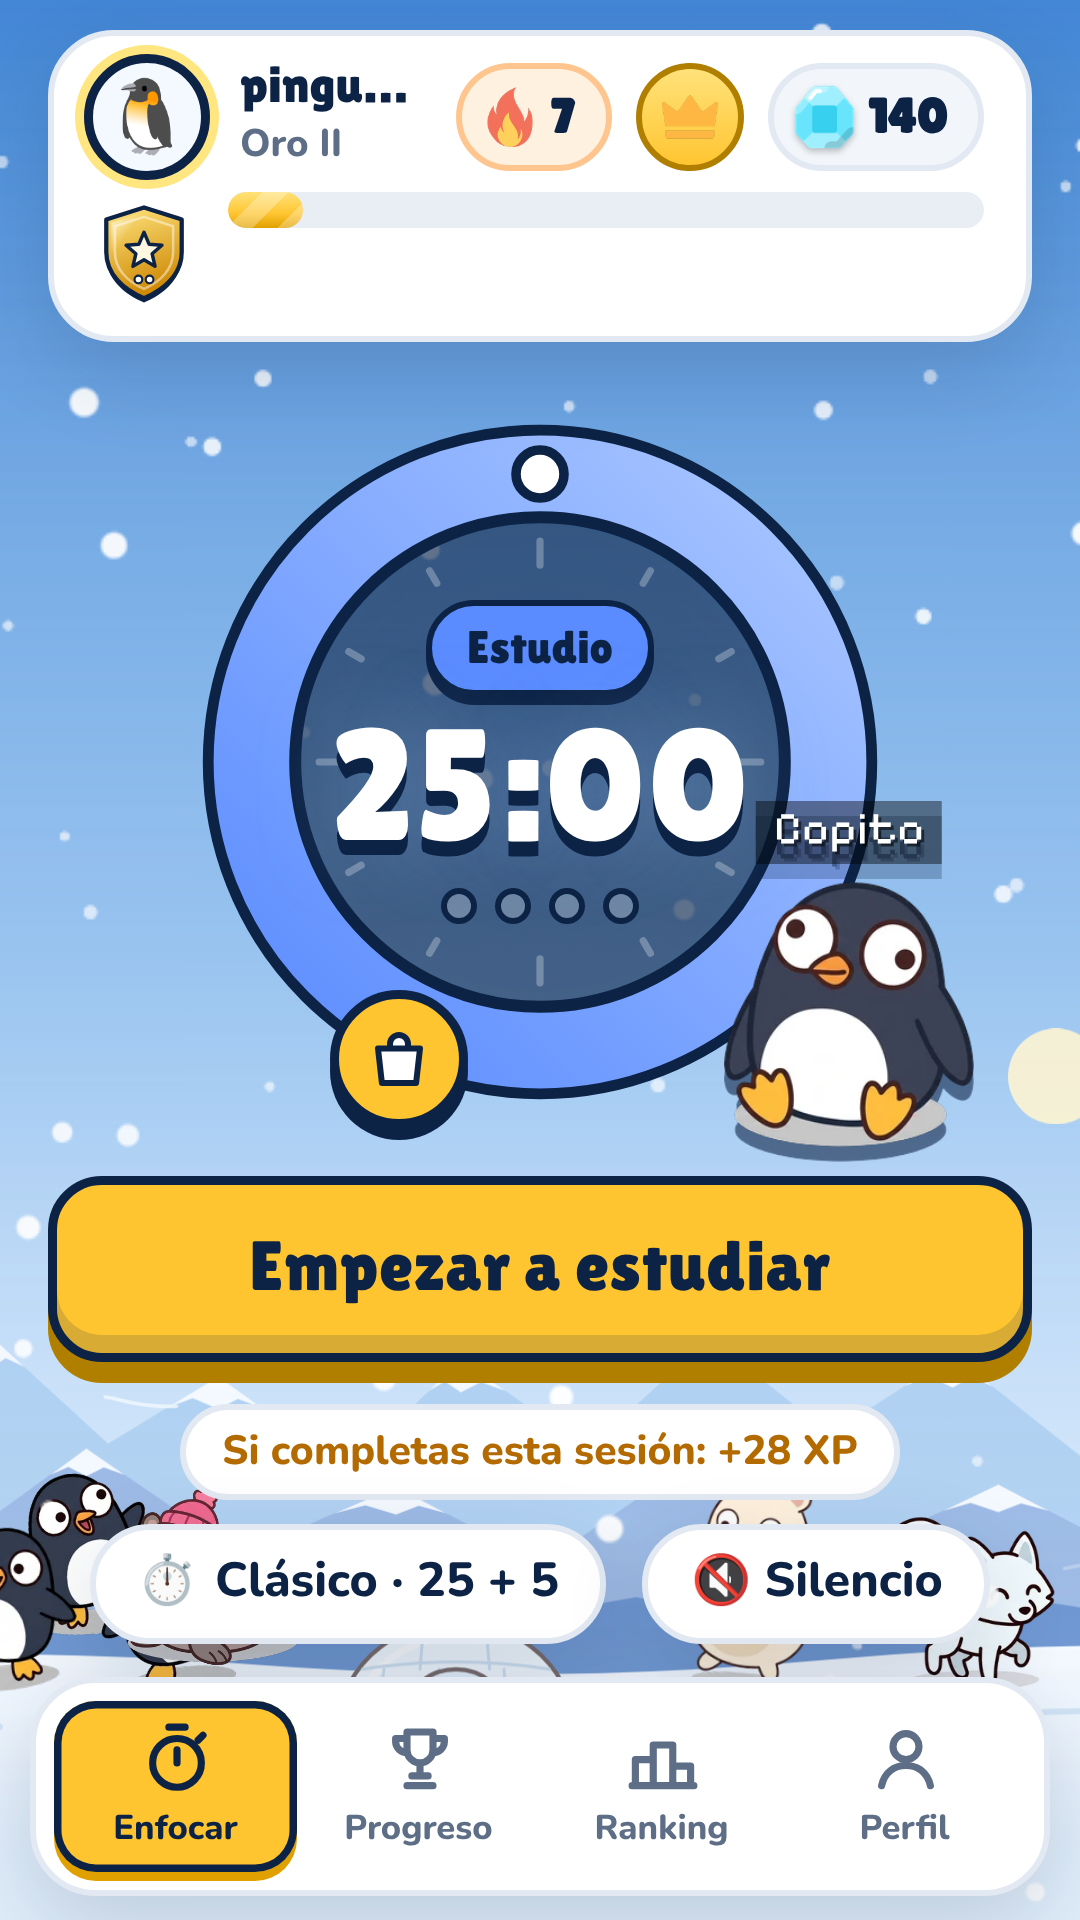 pingu...
Oro II
7
140
Estudio
25:00
Copito
Empezar a estudiar
Si completas esta sesión: +28 XP
Clásico · 25 + 5
Silencio
Enfocar
Progreso
Ranking
Perfil